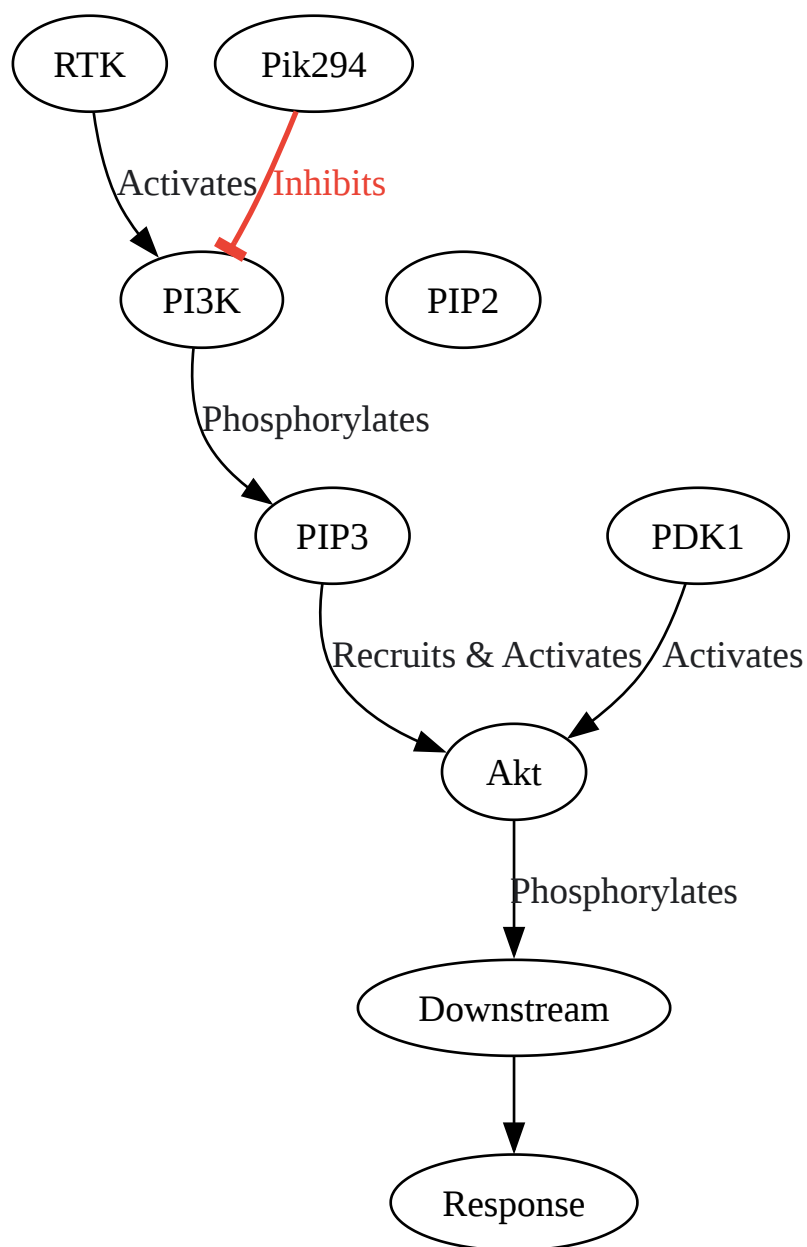 RTK
Pik294
Activates
Inhibits
PI3K
PIP2
Phosphorylates
PIP3
PDK1
Recruits & Activates
Activates
Akt
Phosphorylates
Downstream
Response